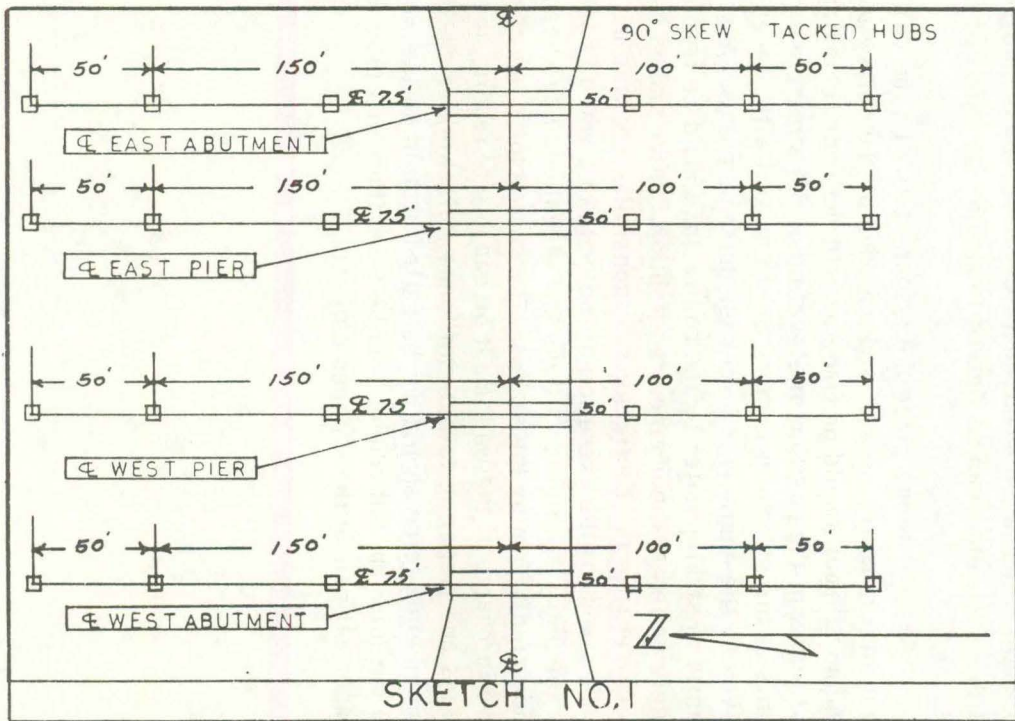 ℄
90° SKEW TACKED HUBS
50' 150' 100' 50'
℄ 75' 50'
℄ EAST ABUTMENT
50' 150' 100' 50'
℄ 75' 50'
℄ EAST PIER
50' 150' 100' 50'
℄ 75 50'
℄ WEST PIER
60' 150' 100' 50'
℄ 75' 50'
℄ WEST ABUTMENT
N
℄
SKETCH NO.1